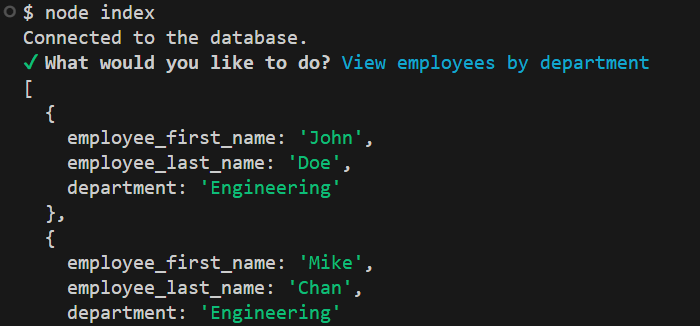 $ node index
Connected to the database.
✔ What would you like to do? View employees by department
[
  {
    employee_first_name: 'John',
    employee_last_name: 'Doe',
    department: 'Engineering'
  },
  {
    employee_first_name: 'Mike',
    employee_last_name: 'Chan',
    department: 'Engineering'